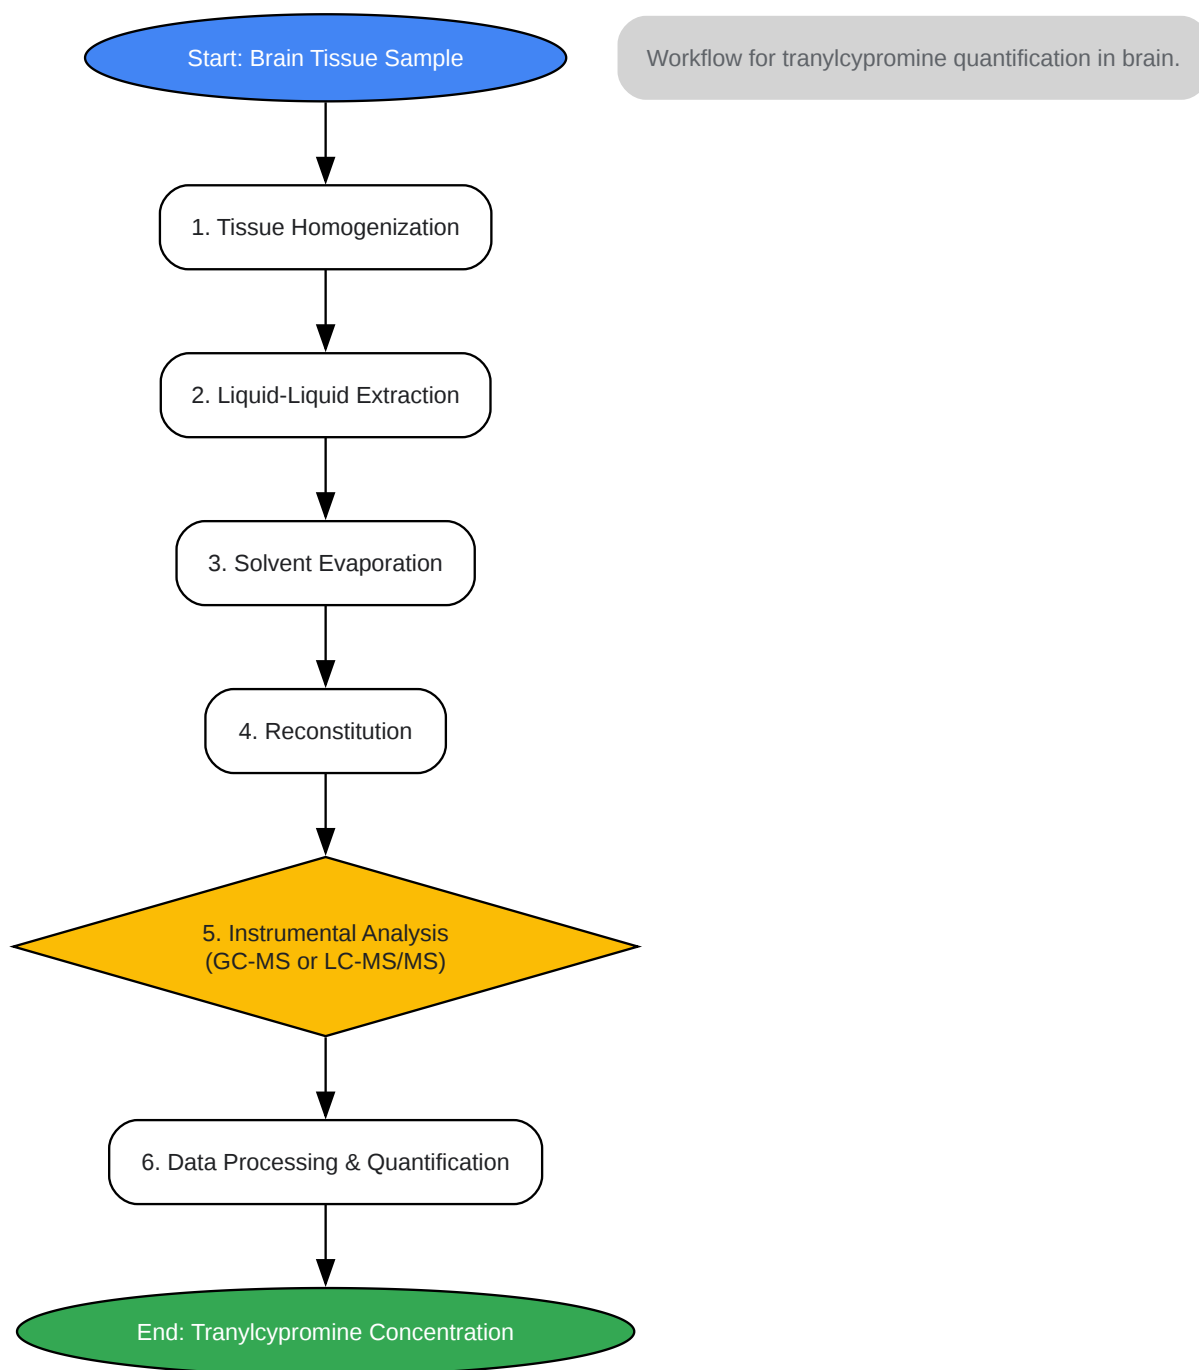 Start: Brain Tissue Sample
Workflow for tranylcypromine quantification in brain.
1. Tissue Homogenization
2. Liquid-Liquid Extraction
3. Solvent Evaporation
4. Reconstitution
5. Instrumental Analysis
(GC-MS or LC-MS/MS)
6. Data Processing & Quantification
End: Tranylcypromine Concentration